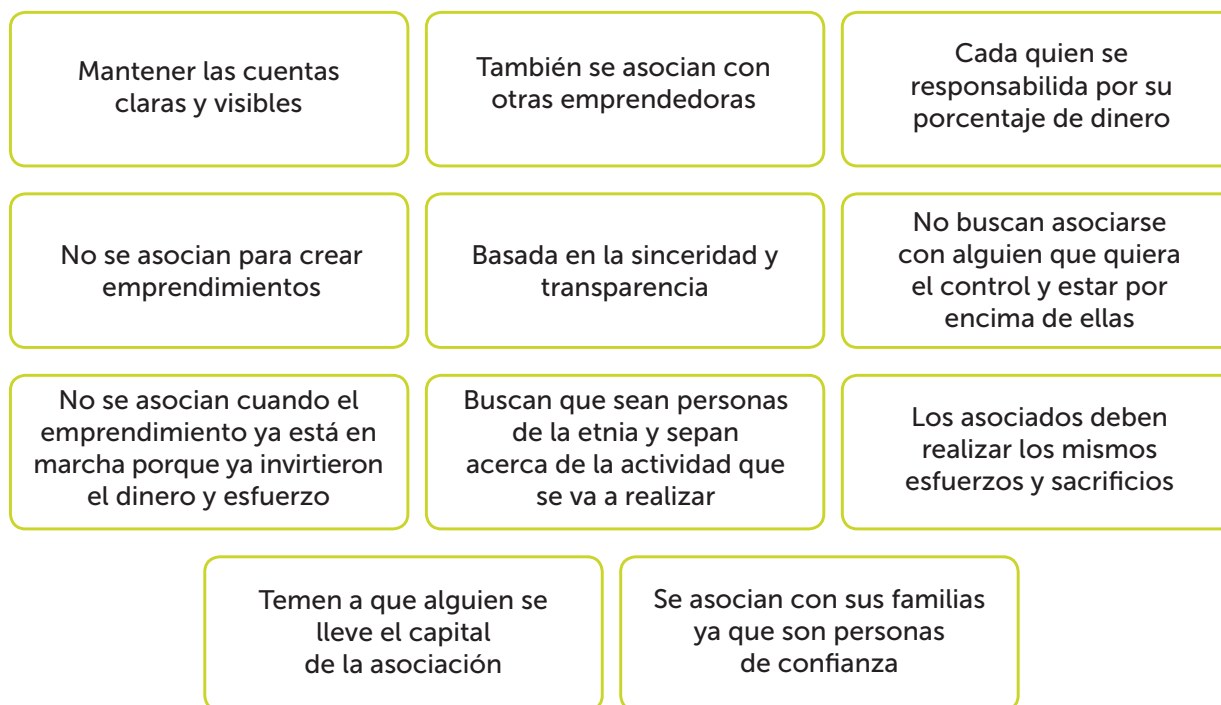 Mantener las cuentas
claras y visibles
También se asocian con
otras emprendedoras
Cada quien se
responsabilida por su
porcentaje de dinero
No se asocian para crear
emprendimientos
Basada en la sinceridad y
transparencia
No buscan asociarse
con alguien que quiera
el control y estar por
encima de ellas
No se asocian cuando el
emprendimiento ya está en
marcha porque ya invirtieron
el dinero y esfuerzo
Buscan que sean personas
de la etnia y sepan
acerca de la actividad que
se va a realizar
Los asociados deben
realizar los mismos
esfuerzos y sacrificios
Temen a que alguien se
lleve el capital
de la asociación
Se asocian con sus familias
ya que son personas
de confianza